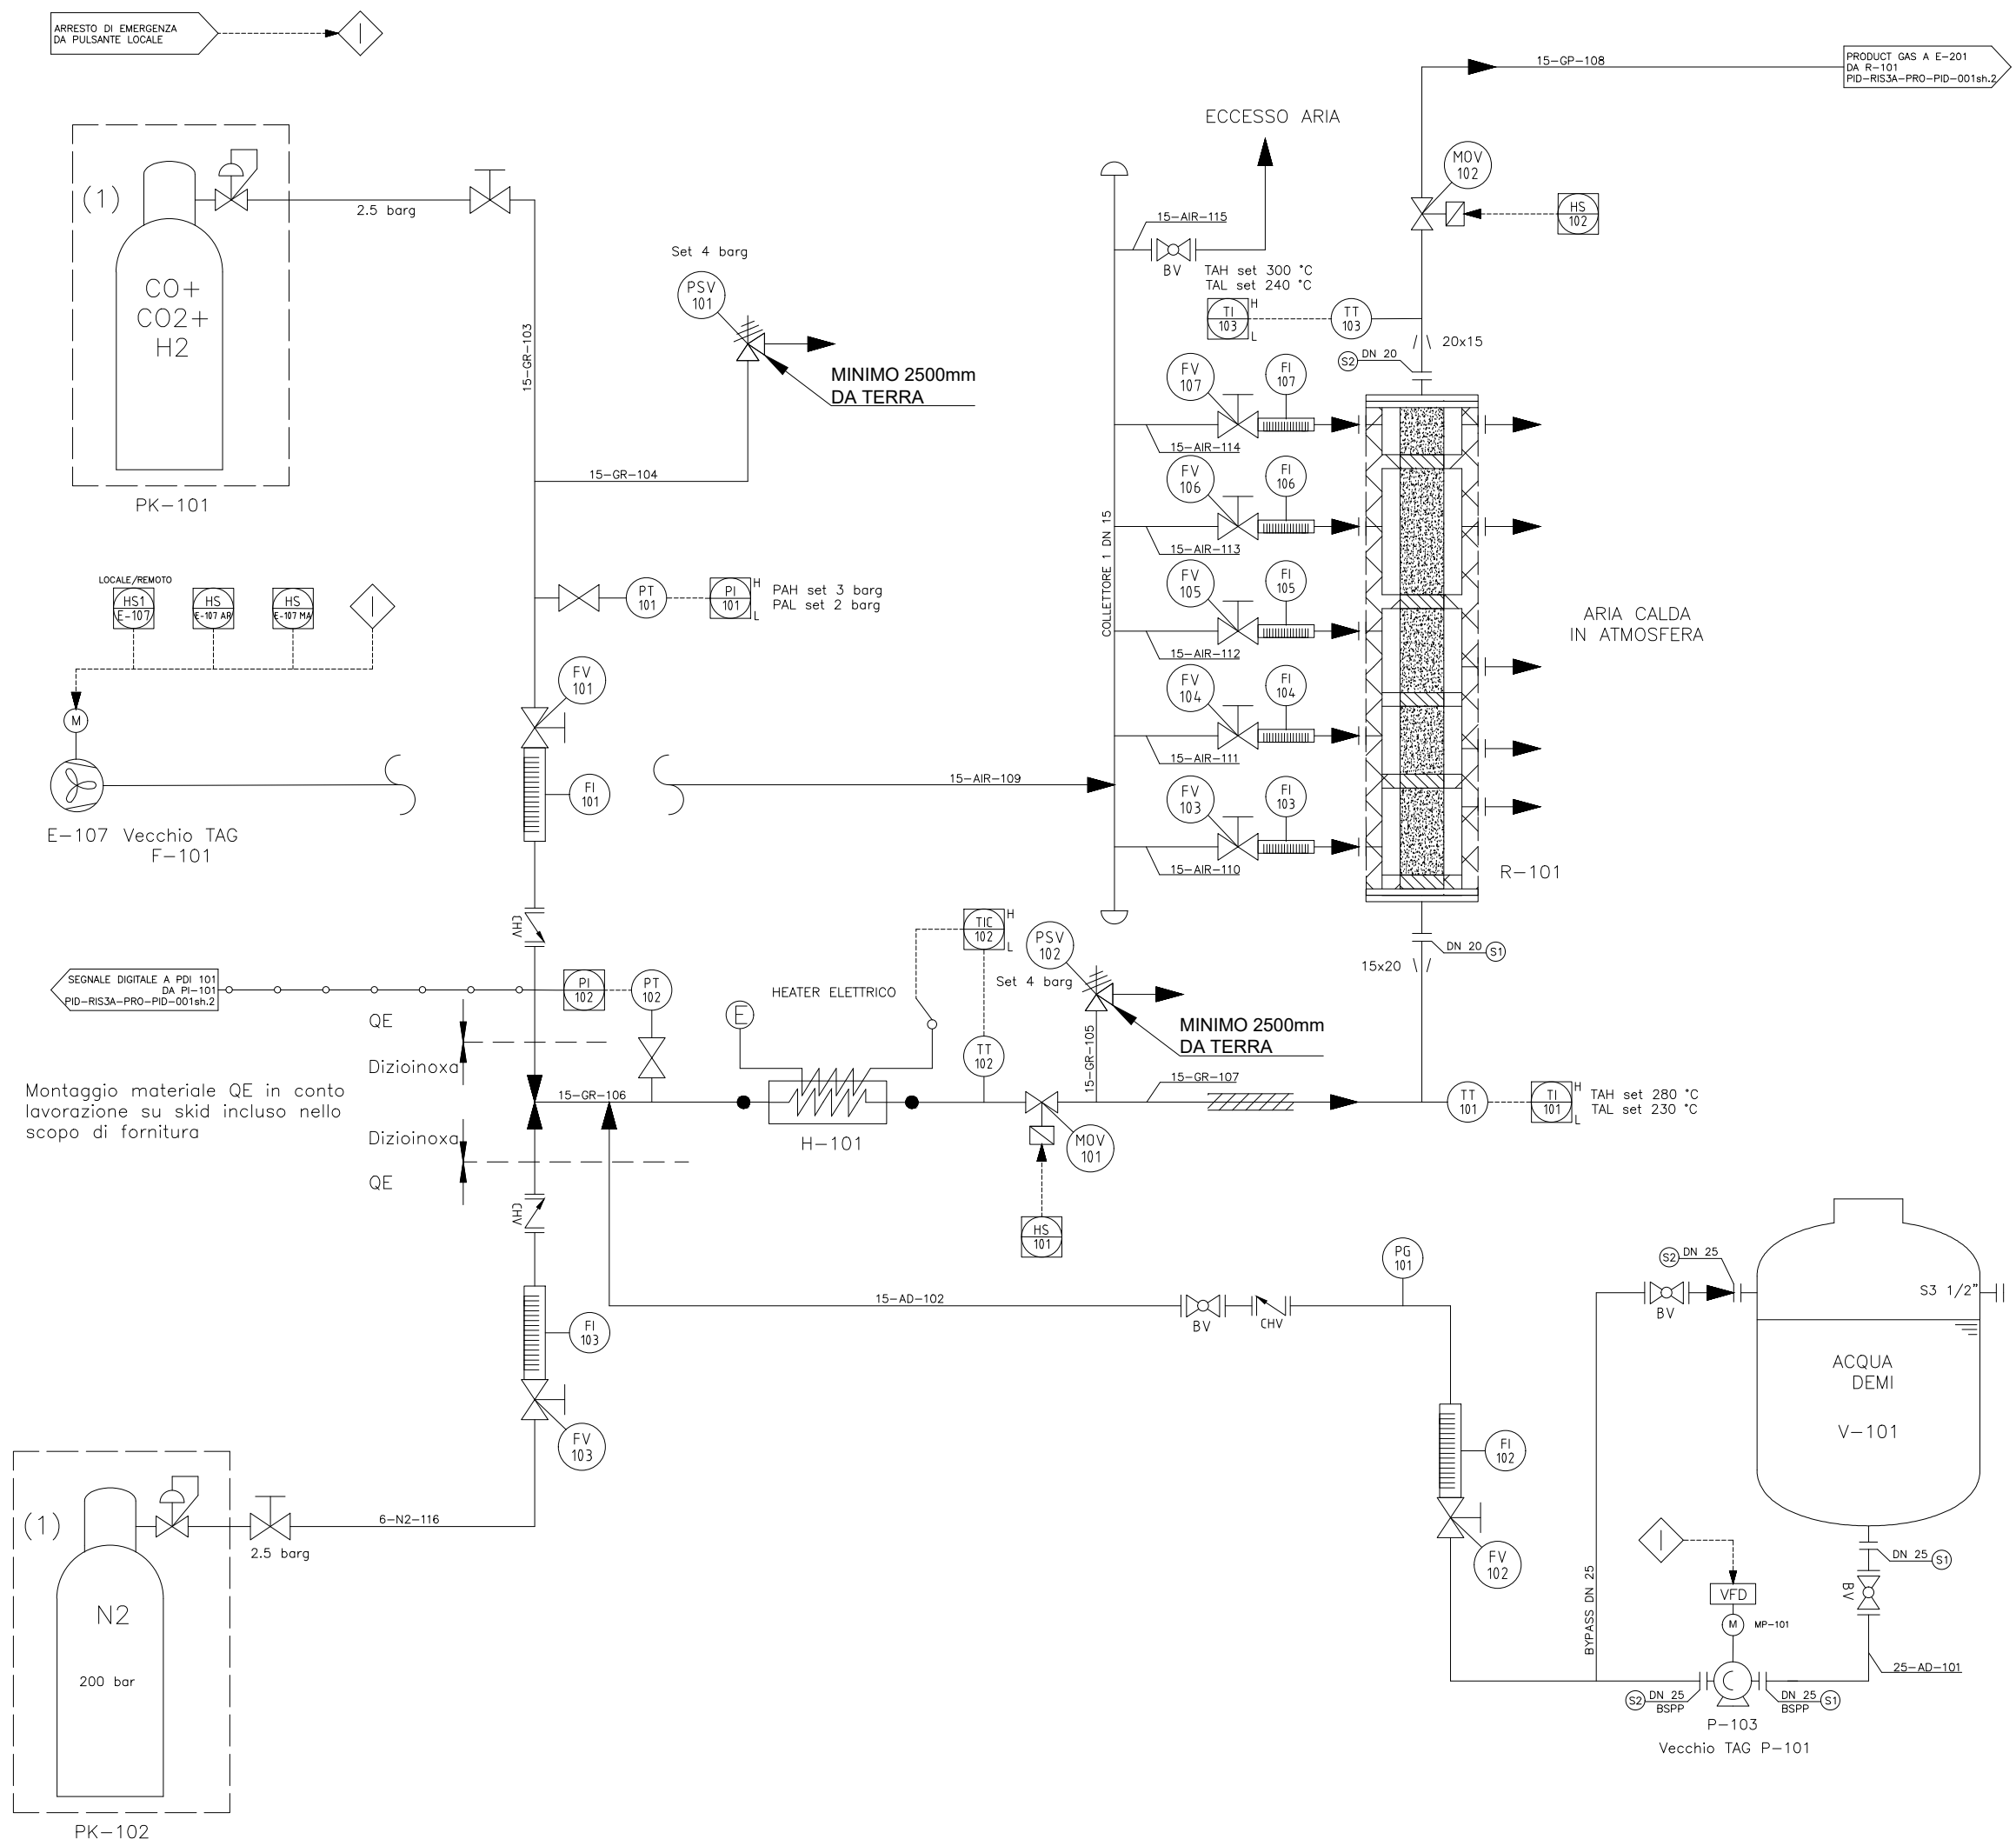 ARRESTO DI EMERGENZA
DA PULSANTE LOCALE
I
15-GP-108
PRODUCT GAS A E-201
DA R-101
PID-RIS3A-PRO-PID-001sh.2
ECCESSO ARIA
MOV
102
HS
102
(1)
2.5 barg
CO+
CO2+
H2
PK-101
15-GR-103
Set 4 barg
PSV
101
MINIMO 2500mm
DA TERRA
15-GR-104
15-AIR-115
BV
TAH set 300 °C
TAL set 240 °C
TI
103
H
L
TT
103
20x15
S2
DN 20
FV
107
FI
107
15-AIR-114
FV
106
FI
106
15-AIR-113
COLLETTORE 1 DN 15
FV
105
FI
105
15-AIR-112
FV
104
FI
104
15-AIR-111
FV
103
FI
103
15-AIR-110
ARIA CALDA
IN ATMOSFERA
R-101
LOCALE/REMOTO
HS1
E-107
HS
E-107 AR
HS
E-107 MA
I
M
E-107 Vecchio TAG
F-101
PT
101
PI
101
H
L
PAH set 3 barg
PAL set 2 barg
FV
101
FI
101
15-AIR-109
CHV
SEGNALE DIGITALE A PDI 101
DA PI-101
PID-RIS3A-PRO-PID-001sh.2
PI
102
PT
102
QE
Dizioinoxa
Montaggio materiale QE in conto
lavorazione su skid incluso nello
scopo di fornitura
Dizioinoxa
QE
15-GR-106
HEATER ELETTRICO
E
H-101
TIC
102
H
L
TT
102
PSV
102
Set 4 barg
MINIMO 2500mm
DA TERRA
15-GR-105
15-GR-107
MOV
101
HS
101
DN 20
S1
15x20
TT
101
TI
101
H
L
TAH set 280 °C
TAL set 230 °C
CHV
FI
103
FV
103
15-AD-102
BV
CHV
PG
101
FI
102
FV
102
S2
DN 25
BV
S3 1/2"
ACQUA
DEMI
V-101
DN 25
S1
BV
BYPASS DN 25
I
VFD
M
MP-101
25-AD-101
S2
DN 25
BSPP
DN 25
BSPP
S1
P-103
Vecchio TAG P-101
(1)
6-N2-116
2.5 barg
N2
200 bar
PK-102